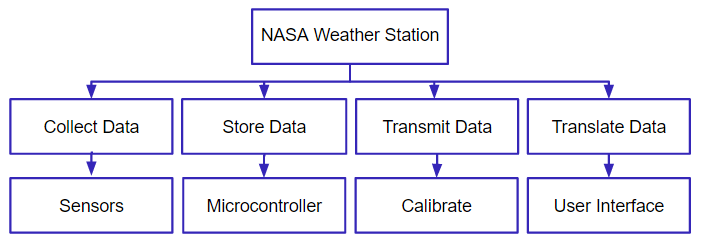 NASA Weather Station
Collect Data
Store Data
Transmit Data
Translate Data
Sensors
Microcontroller
Calibrate
User Interface